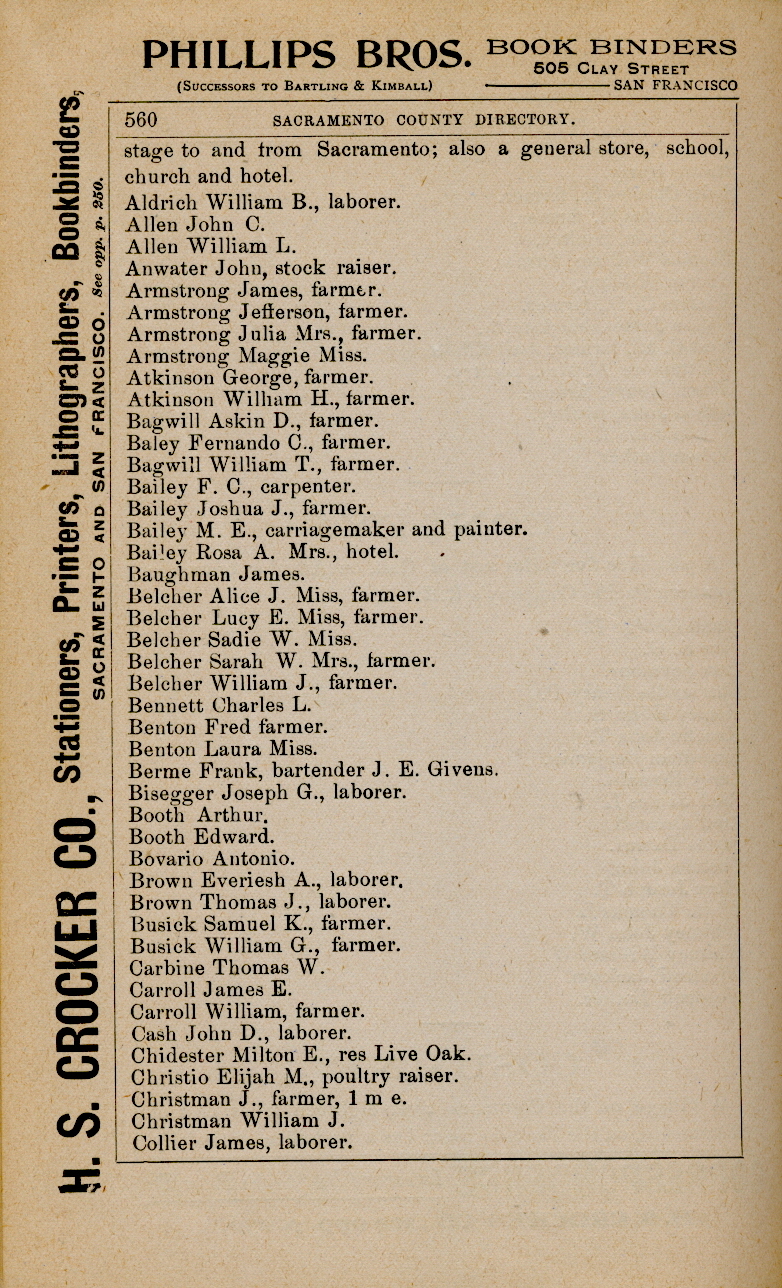 PHILLIPS BROS. BOOK BINDERS
505 CLAY STREET
(SUCCESSORS TO BARTLING & KIMBALL) SAN FRANCISCO
560 SACRAMENTO COUNTY DIRECTORY.
stage to and from Sacramento; also a general store, school,
church and hotel.
Aldrich William B., laborer.
Allen John C.
Allen William L.
Anwater John, stock raiser.
Armstrong James, farmer.
Armstrong Jefferson, farmer.
Armstrong Julia Mrs., farmer.
Armstrong Maggie Miss.
Atkinson George, farmer.
Atkinson William H., farmer.
Bagwill Askin D., farmer.
Baley Fernando C., farmer.
Bagwill William T., farmer.
Bailey F. C., carpenter.
Bailey Joshua J., farmer.
Bailey M. E., carriagemaker and painter.
Bailey Rosa A. Mrs., hotel.
Baughman James.
Belcher Alice J. Miss, farmer.
Belcher Lucy E. Miss, farmer.
Belcher Sadie W. Miss.
Belcher Sarah W. Mrs., farmer.
Belcher William J., farmer.
Bennett Charles L.
Benton Fred farmer.
Benton Laura Miss.
Berme Frank, bartender J. E. Givens.
Bisegger Joseph G., laborer.
Booth Arthur.
Booth Edward.
Bovario Antonio.
Brown Everiesh A., laborer.
Brown Thomas J., laborer.
Busick Samuel K., farmer.
Busick William G., farmer.
Carbine Thomas W.
Carroll James E.
Carroll William, farmer.
Cash John D., laborer.
Chidester Milton E., res Live Oak.
Christio Elijah M., poultry raiser.
Christman J., farmer, 1 m e.
Christman William J.
Collier James, laborer.
H. S. CROCKER CO., Stationers, Printers, Lithographers, Bookbinders,
SACRAMENTO AND SAN FRANCISCO. See opp. p. 250.